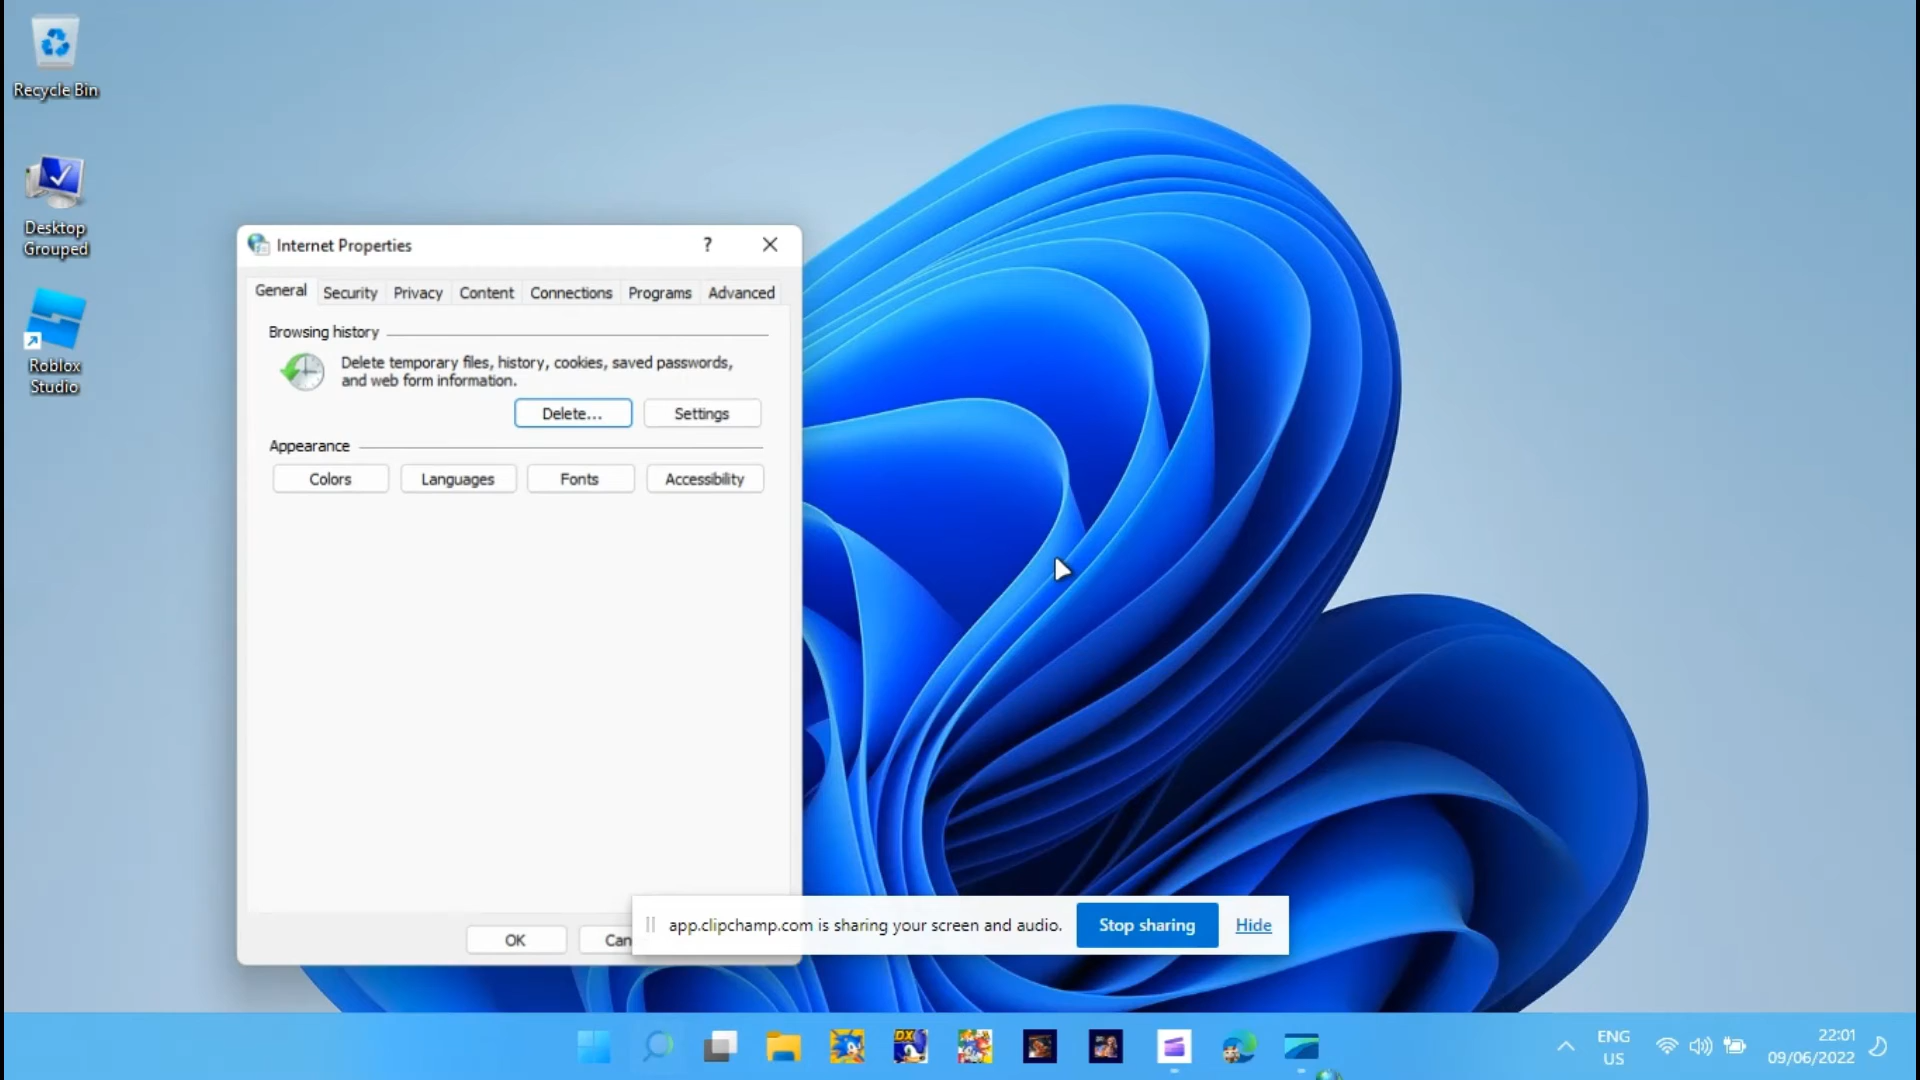 Recycle Bin
Desktop
Grouped
Roblox
Studio
Internet Properties
?
General Security Privacy Content Connections Programs Advanced
Browsing history
Delete temporary files, history, cookies, saved passwords,
and web form information.
Delete... Settings
Appearance
Colors Languages Fonts Accessibility
OK Can
app.clipchamp.com is sharing your screen and audio. Stop sharing Hide
DX
ENG
US
22:01
09/06/2022